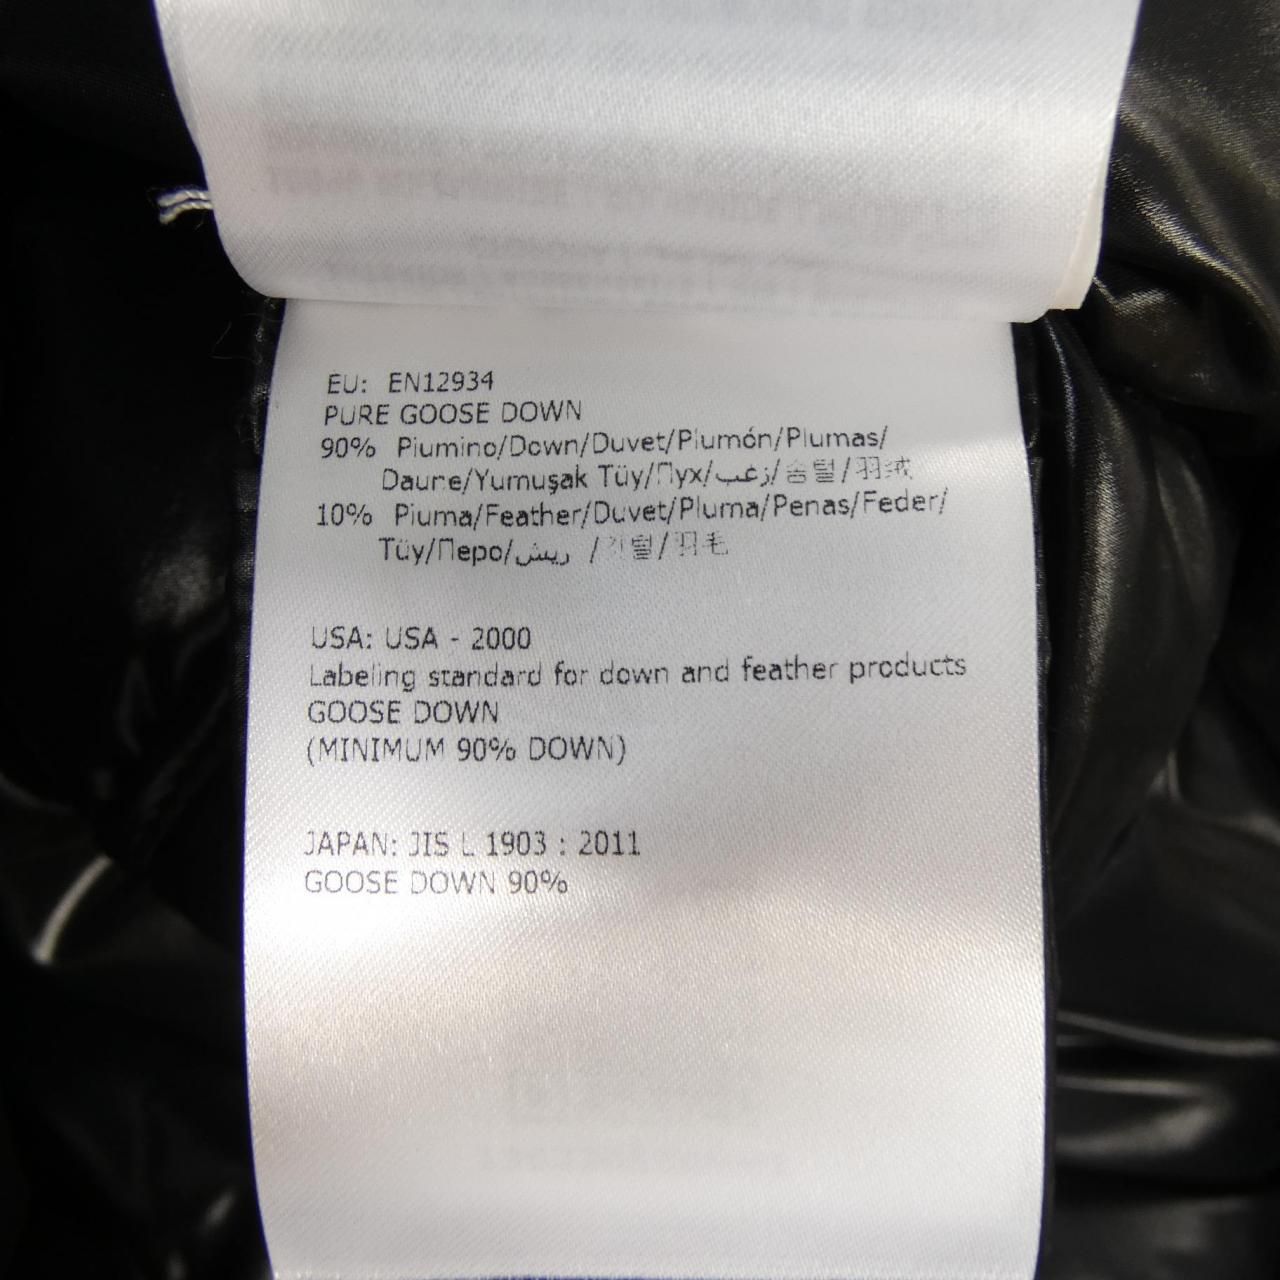 EU: EN12934
PURE GOOSE DOWN
90% Piumino/Down/Duvet/Plumón/Plumas/
Daune/Yumuşak Tüy/Пух/زغب/솜털/羽绒
10% Piuma/Feather/Duvet/Pluma/Penas/Feder/
Tüy/Перо/ريش /깃털/羽毛
USA: USA - 2000
Labeling standard for down and feather products
GOOSE DOWN
(MINIMUM 90% DOWN)
JAPAN: JIS L 1903 : 2011
GOOSE DOWN 90%